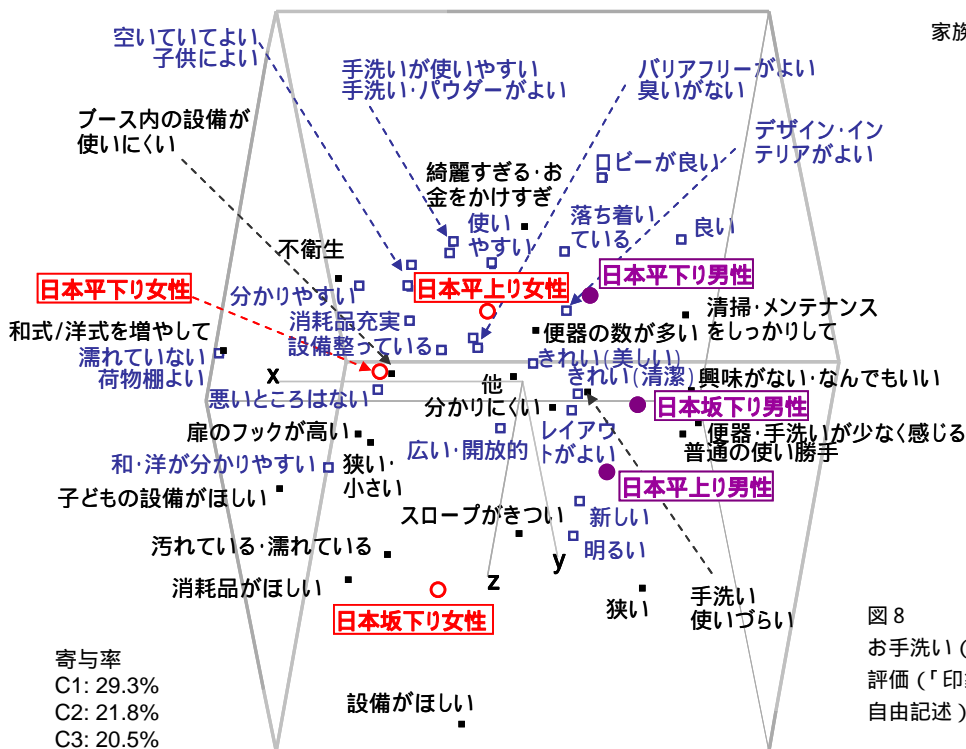 家族
空いていてよい
子供によい
手洗いが使いやすい
手洗い・パウダーがよい
バリアフリーがよい
臭いがない
ブース内の設備が
使いにくい
デザイン・イン
テリアがよい
ビーが良い
綺麗すぎる・お
金をかけすぎ
使い
やすい
落ち着い
ている
良い
不衛生
日本平下り男性
日本平下り女性
分かりやすい
日本平上り女性
清掃・メンテナンス
をしっかりして
和式/洋式を増やして
消耗品充実
設備整っている
便器の数が多い
濡れていない
荷物棚よい
きれい(美しい)
x
他
きれい(清潔)
興味がない・なんでもいい
悪いところはない
分かりにくい
日本坂下り男性
扉のフックが高い
広い・開放的
レイアウ
トがよい
便器・手洗いが少なく感じる
普通の使い勝手
和・洋が分かりやすい
狭い・
小さい
日本平上り男性
子どもの設備がほしい
スロープがきつい
新しい
明るい
汚れている・濡れている
消耗品がほしい
z
y
狭い
手洗い
使いづらい
日本坂下り女性
図8
お手洗い(
評価(「印
自由記述)
寄与率
C1: 29.3%
C2: 21.8%
C3: 20.5%
設備がほしい